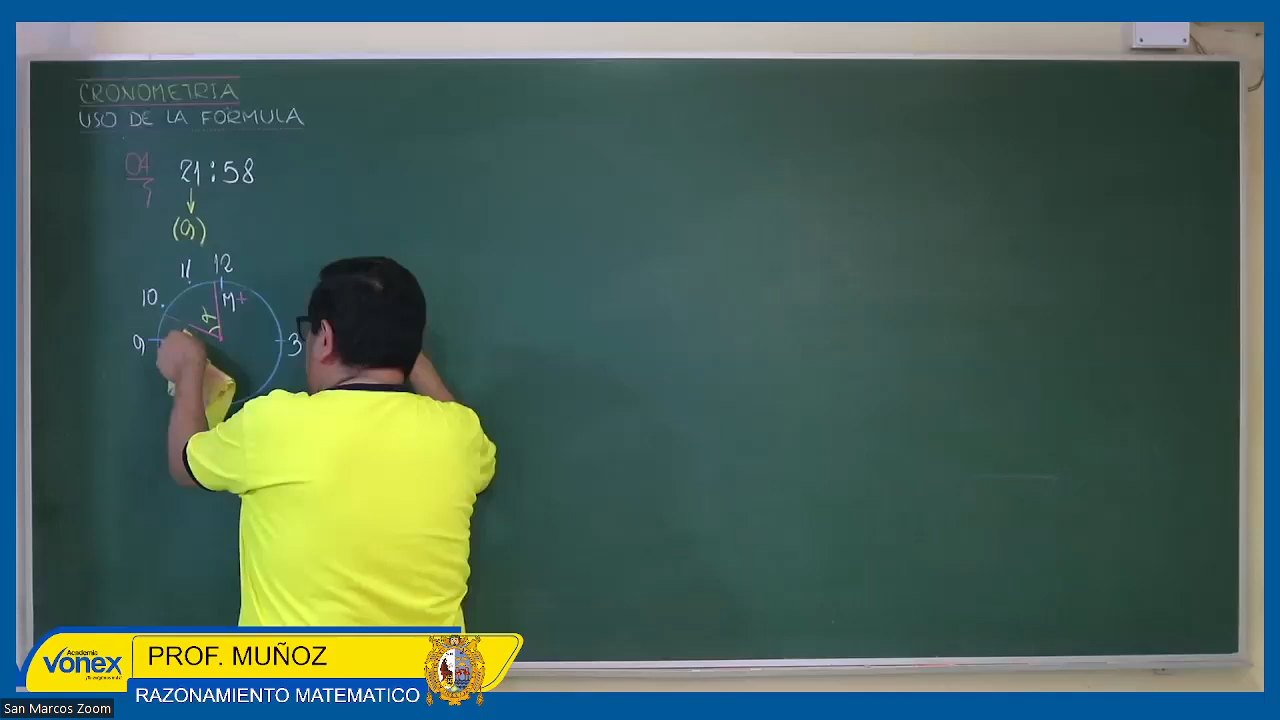 CRONOMETRIA
USO DE LA FORMULA
04
21:58
(9)
11
12
10
M+
α
9
3
Academia
vonex
PROF. MUÑOZ
RAZONAMIENTO MATEMATICO
San Marcos Zoom